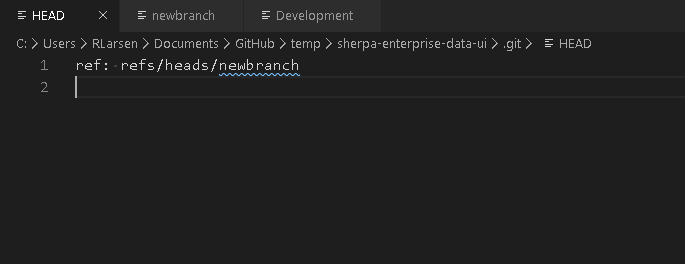 HEAD newbranch Development
C: > Users > RLarsen > Documents > GitHub > temp > sherpa-enterprise-data-ui > .git > HEAD
1 ref: refs/heads/newbranch
2